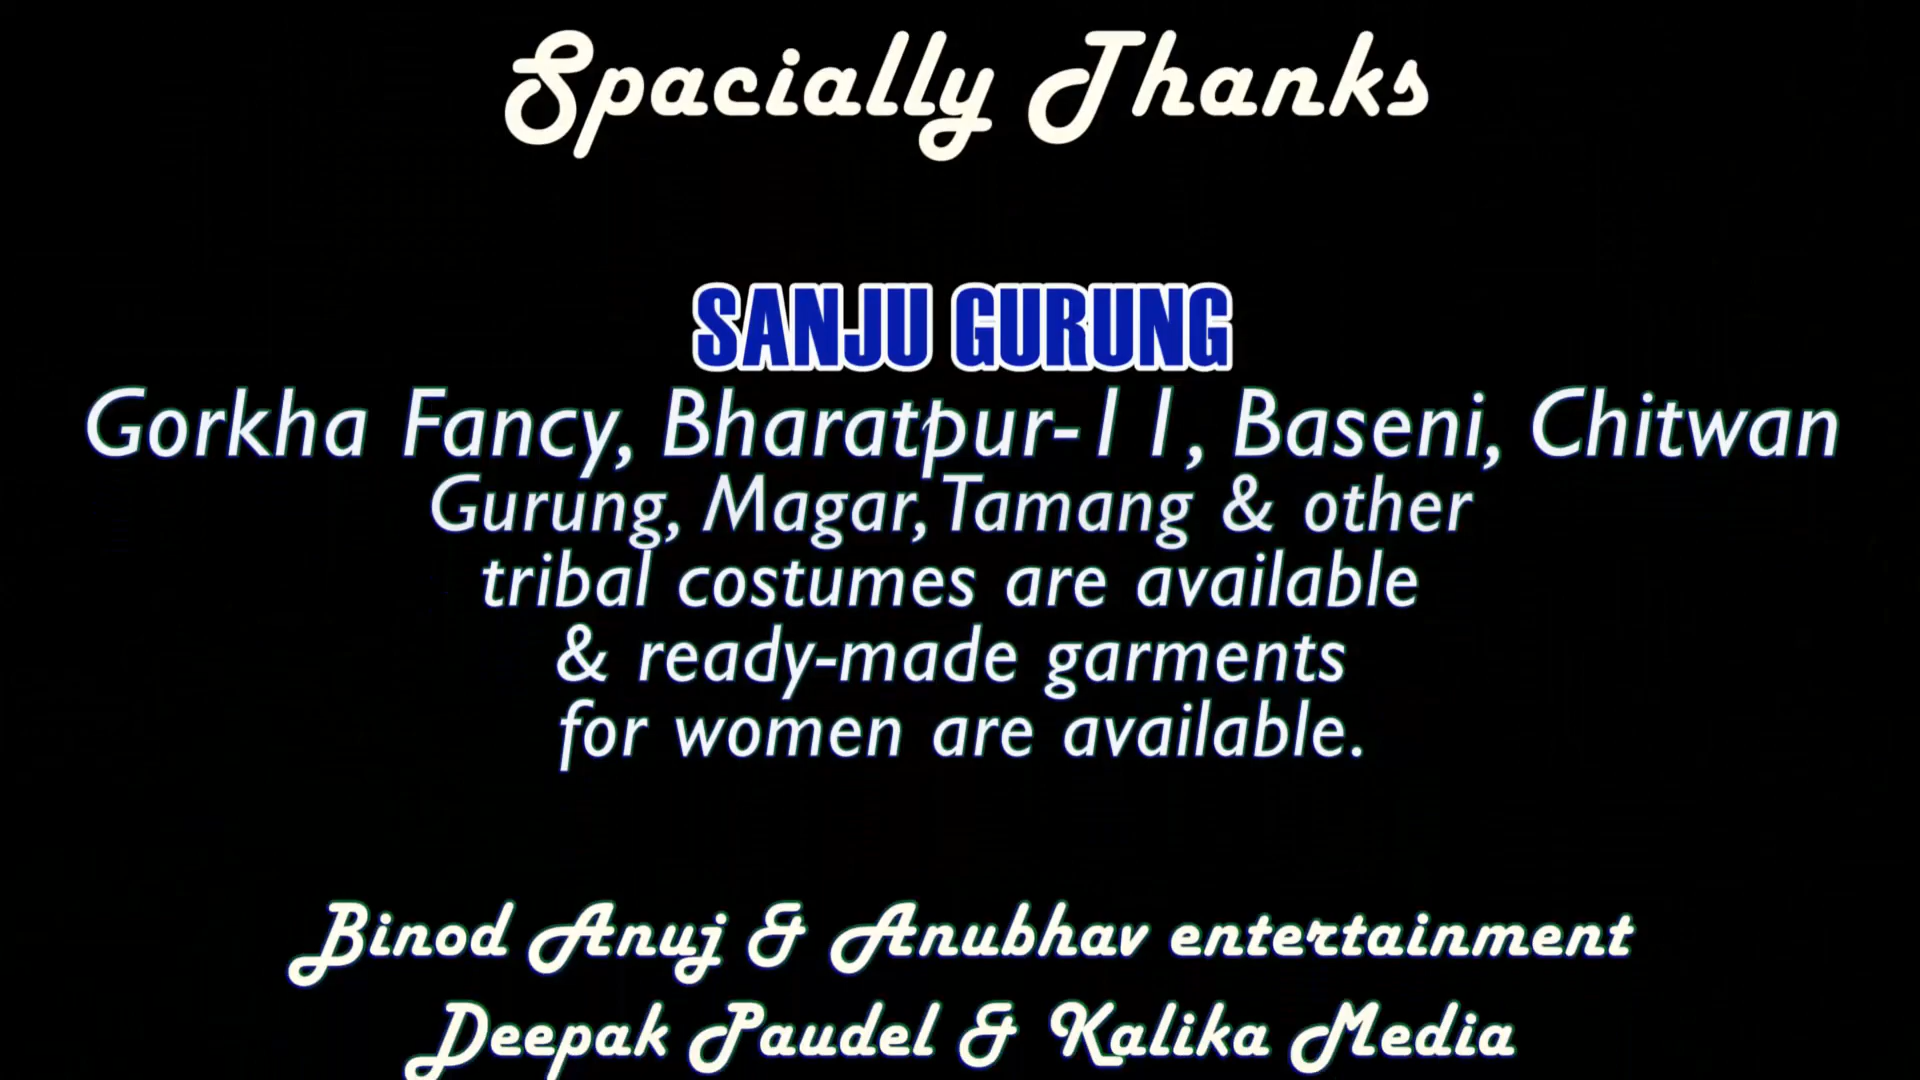 Spacially Thanks
SANJU GURUNG
Gorkha Fancy, Bharatpur-11, Baseni, Chitwan
Gurung, Magar, Tamang & other
tribal costumes are available
& ready-made garments
for women are available.
Binod Anuj & Anubhav entertainment
Deepak Paudel & Kalika Media